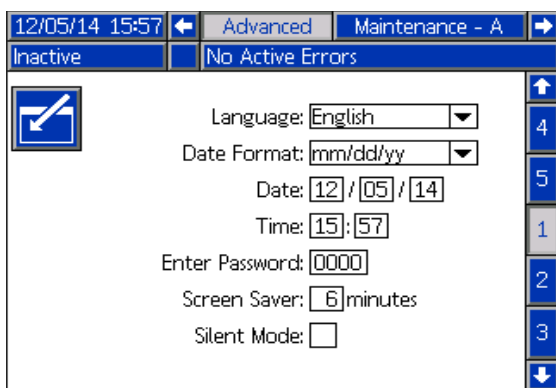 12/05/14 15:57 Advanced Maintenance - A
Inactive No Active Errors
Language: English
4
Date Format: mm/dd/yy
5
Date: 12 / 05 / 14
Time: 15 : 57
1
Enter Password: 0000
2
Screen Saver: 6 minutes
Silent Mode:
3